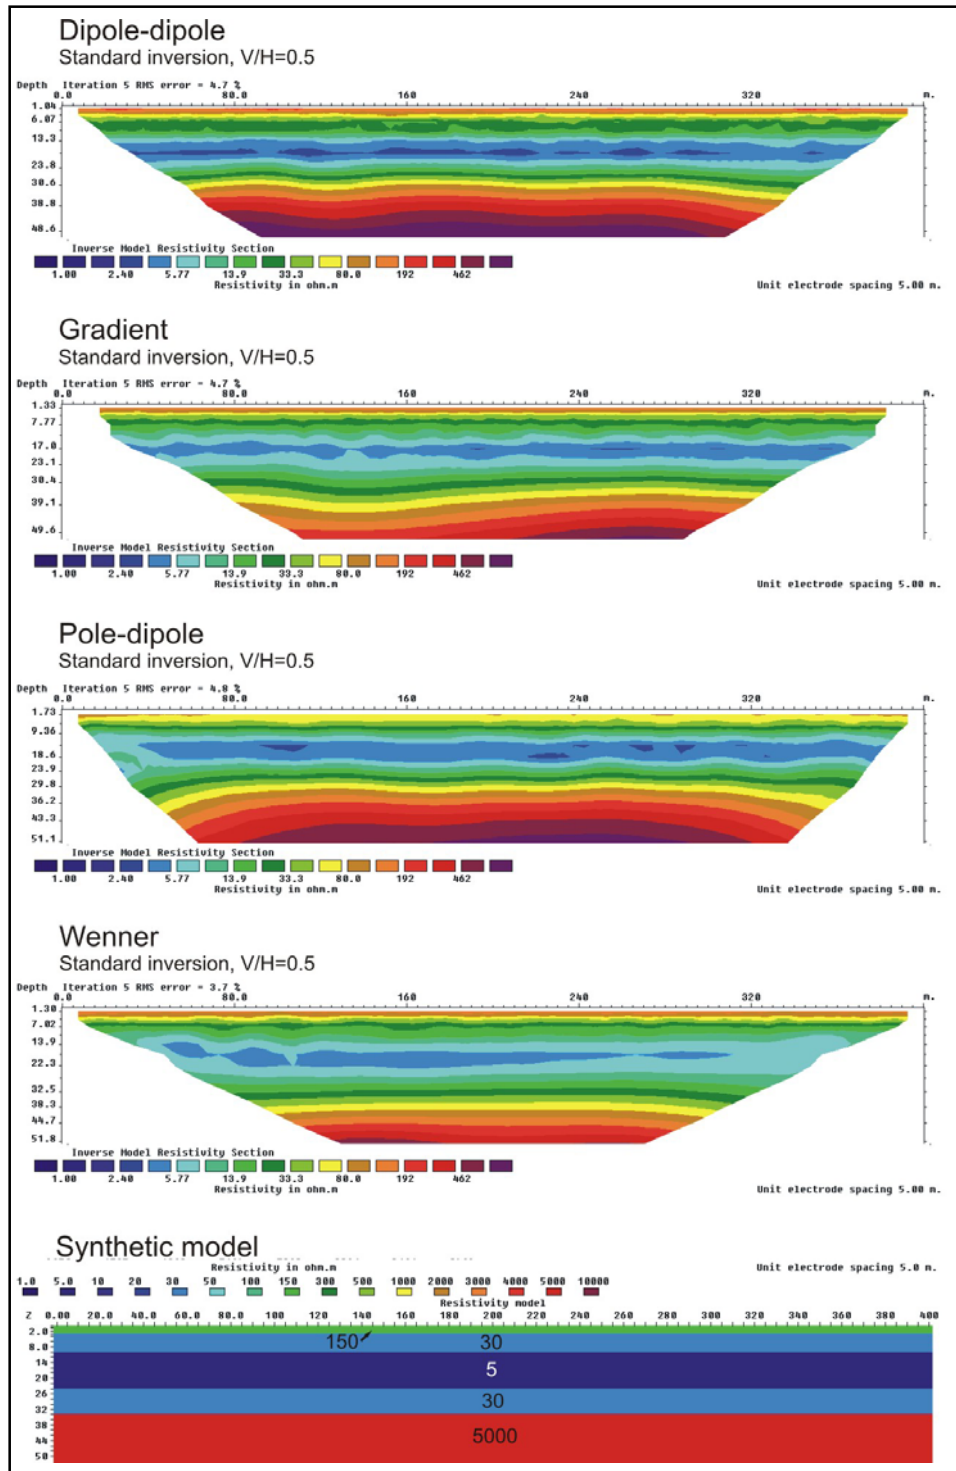 Dipole-dipole
Standard inversion, V/H=0.5
Depth Iteration 5 RMS error = 4.7 %
0.0 80.0 160 240 320 m.
1.04
6.07
13.3
23.8
30.6
38.8
48.6
Inverse Model Resistivity Section
1.00 2.40 5.77 13.9 33.3 80.0 192 462
Resistivity in ohm.m
Unit electrode spacing 5.00 m.
Gradient
Standard inversion, V/H=0.5
Depth Iteration 5 RMS error = 4.7 %
0.0 80.0 160 240 320 m.
1.33
7.77
17.0
23.1
30.4
39.1
49.6
Inverse Model Resistivity Section
1.00 2.40 5.77 13.9 33.3 80.0 192 462
Resistivity in ohm.m
Unit electrode spacing 5.00 m.
Pole-dipole
Standard inversion, V/H=0.5
Depth Iteration 5 RMS error = 4.8 %
0.0 80.0 160 240 320 m.
1.73
9.36
18.6
23.9
29.8
36.2
43.3
51.1
Inverse Model Resistivity Section
1.00 2.40 5.77 13.9 33.3 80.0 192 462
Resistivity in ohm.m
Unit electrode spacing 5.00 m.
Wenner
Standard inversion, V/H=0.5
Depth Iteration 5 RMS error = 3.7 %
0.0 80.0 160 240 320 m.
1.30
7.02
13.9
22.3
32.5
38.3
44.7
51.8
Inverse Model Resistivity Section
1.00 2.40 5.77 13.9 33.3 80.0 192 462
Resistivity in ohm.m
Unit electrode spacing 5.00 m.
Synthetic model
Resistivity in ohm.m
Unit electrode spacing 5.0 m.
1.0 5.0 10 20 30 50 100 150 300 500 1000 2000 3000 4000 5000 10000
Resistivity model
Z 0.00 20.0 40.0 60.0 80.0 100 120 140 160 180 200 220 240 260 280 300 320 340 360 380 400
2.0
8.0
14
20
26
32
38
44
50
150
30
5
30
5000